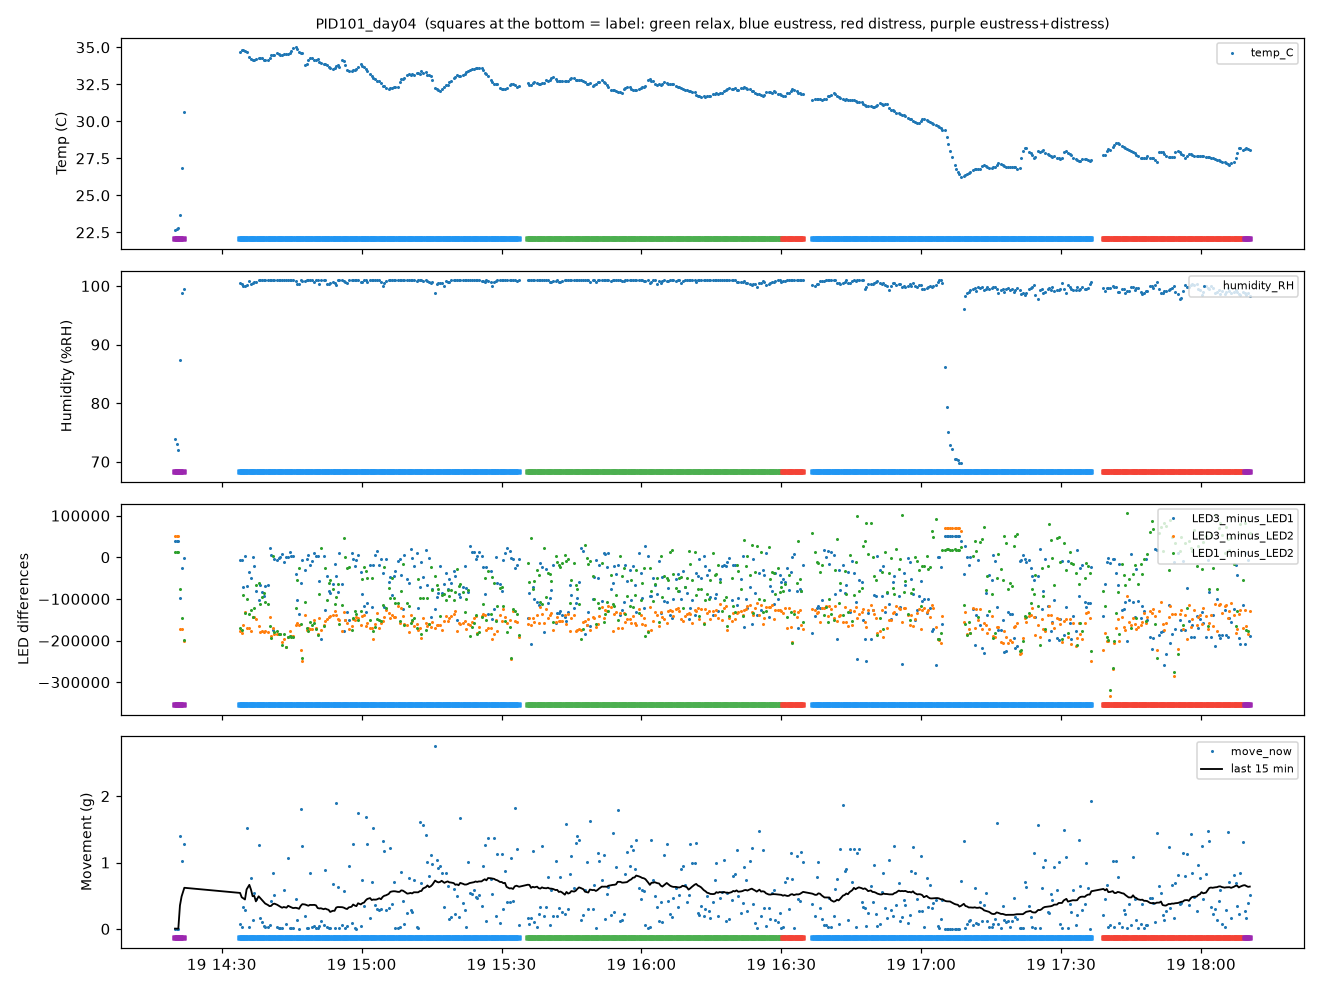 PID101_day04  (squares at the bottom = label: green relax, blue eustress, red distress, purple eustress+distress)
Temp (C)
35.0
32.5
30.0
27.5
25.0
22.5
temp_C
Humidity (%RH)
100
90
80
70
humidity_RH
LED differences
100000
0
−100000
−200000
−300000
LED3_minus_LED1
LED3_minus_LED2
LED1_minus_LED2
Movement (g)
2
1
0
move_now
last 15 min
19 14:30
19 15:00
19 15:30
19 16:00
19 16:30
19 17:00
19 17:30
19 18:00